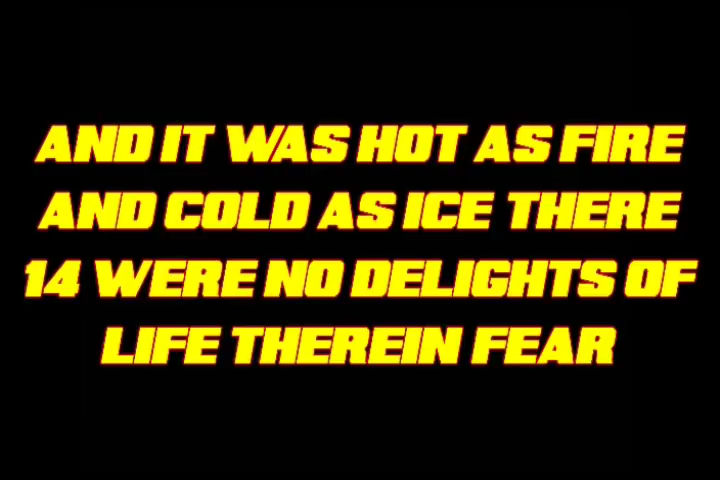 AND IT WAS HOT AS FIRE
AND COLD AS ICE THERE
14 WERE NO DELIGHTS OF
LIFE THEREIN FEAR